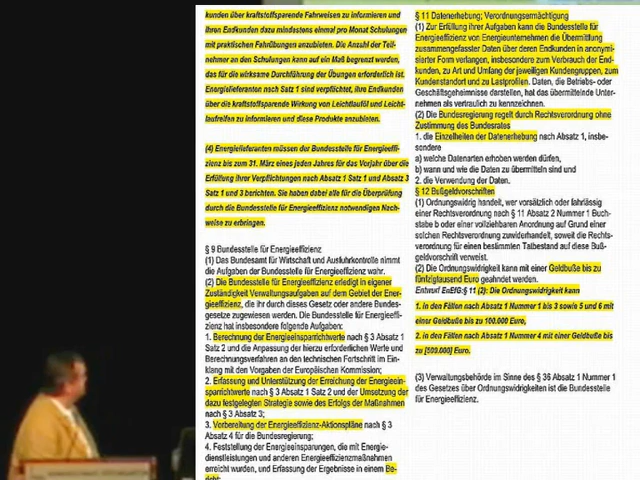 kunden über kraftstoffsparende Fahrweisen zu informieren und
ihren Endkunden dazu mindestens einmal pro Monat Schulungen
mit praktischen Fahrübungen anzubieten. Die Anzahl der Teil-
nehmer an den Schulungen kann auf ein Maß begrenzt werden,
das für die wirksame Durchführung der Übungen erforderlich ist.
Energielieferanten nach Satz 1 sind verpflichtet, ihre Endkunden
über die kraftstoffsparende Wirkung von Leichtlauföl und Leicht-
laufreifen zu informieren und diese Produkte anzubieten.
(4) Energielieferanten müssen der Bundesstelle für Energieeffi-
zienz bis zum 31. März eines jeden Jahres für das Vorjahr über die
Erfüllung ihrer Verpflichtungen nach Absatz 1 Satz 1 und Absatz 3
Satz 1 und 3 berichten. Sie haben dabei alle für die Überprüfung
durch die Bundesstelle für Energieeffizienz notwendigen Nach-
weise zu erbringen.
§ 9 Bundesstelle für Energieeffizienz
(1) Das Bundesamt für Wirtschaft und Ausfuhrkontrolle nimmt
die Aufgaben der Bundesstelle für Energieeffizienz wahr.
(2) Die Bundesstelle für Energieeffizienz erledigt in eigener
Zuständigkeit Verwaltungsaufgaben auf dem Gebiet der Ener-
gieeffizienz, die ihr durch dieses Gesetz oder andere Bundes-
gesetze zugewiesen werden. Die Bundesstelle für Energieeffi-
zienz hat insbesondere folgende Aufgaben:
1. Berechnung der Energieeinsparrichtwerte nach § 3 Absatz 1
Satz 2 und die Anpassung der hierzu erforderlichen Werte und
Berechnungsverfahren an den technischen Fortschritt im Ein-
klang mit den Vorgaben der Europäischen Kommission;
2. Erfassung und Unterstützung der Erreichung der Energieein-
sparrichtwerte nach § 3 Absatz 1 Satz 2 und der Umsetzung der
dazu festgelegten Strategie sowie des Erfolgs der Maßnahmen
nach § 3 Absatz 3;
3. Vorbereitung der Energieeffizienz-Aktionspläne nach § 3
Absatz 4 für die Bundesregierung;
4. Feststellung der Energieeinsparungen, die mit Energie-
dienstleistungen und anderen Energieeffizienzmaßnahmen
erreicht wurden, und Erfassung der Ergebnisse in einem Be-
richt;
§ 11 Datenerhebung; Verordnungsermächtigung
(1) Zur Erfüllung ihrer Aufgaben kann die Bundesstelle für
Energieeffizienz von Energieunternehmen die Übermittlung
zusammengefasster Daten über deren Endkunden in anonymi-
sierter Form verlangen, insbesondere zum Verbrauch der End-
kunden, zu Art und Umfang der jeweiligen Kundengruppen, zum
Kundenstandort und zu Lastprofilen. Daten, die Betriebs- oder
Geschäftsgeheimnisse darstellen, hat das übermittelnde Unter-
nehmen als vertraulich zu kennzeichnen.
(2) Die Bundesregierung regelt durch Rechtsverordnung ohne
Zustimmung des Bundesrates
1. die Einzelheiten der Datenerhebung nach Absatz 1, insbe-
sondere
a) welche Datenarten erhoben werden dürfen,
b) wann und wie die Daten zu übermitteln sind und
2. die Verwendung der Daten.
§ 12 Bußgeldvorschriften
(1) Ordnungswidrig handelt, wer vorsätzlich oder fahrlässig
einer Rechtsverordnung nach § 11 Absatz 2 Nummer 1 Buch-
stabe b oder einer vollziehbaren Anordnung auf Grund einer
solchen Rechtsverordnung zuwiderhandelt, soweit die Rechts-
verordnung für einen bestimmten Tatbestand auf diese Buß-
geldvorschrift verweist.
(2) Die Ordnungswidrigkeit kann mit einer Geldbuße bis zu
fünfzigtausend Euro geahndet werden.
Entwurf EnEfG § 11 (2): Die Ordnungswidrigkeit kann
1. in den Fällen nach Absatz 1 Nummer 1 bis 3 sowie 5 und 6 mit
einer Geldbuße bis zu 100.000 Euro,
2. in den Fällen nach Absatz 1 Nummer 4 mit einer Geldbuße bis
zu [500.000] Euro.
(3) Verwaltungsbehörde im Sinne des § 36 Absatz 1 Nummer 1
des Gesetzes über Ordnungswidrigkeiten ist die Bundesstelle
für Energieeffizienz.